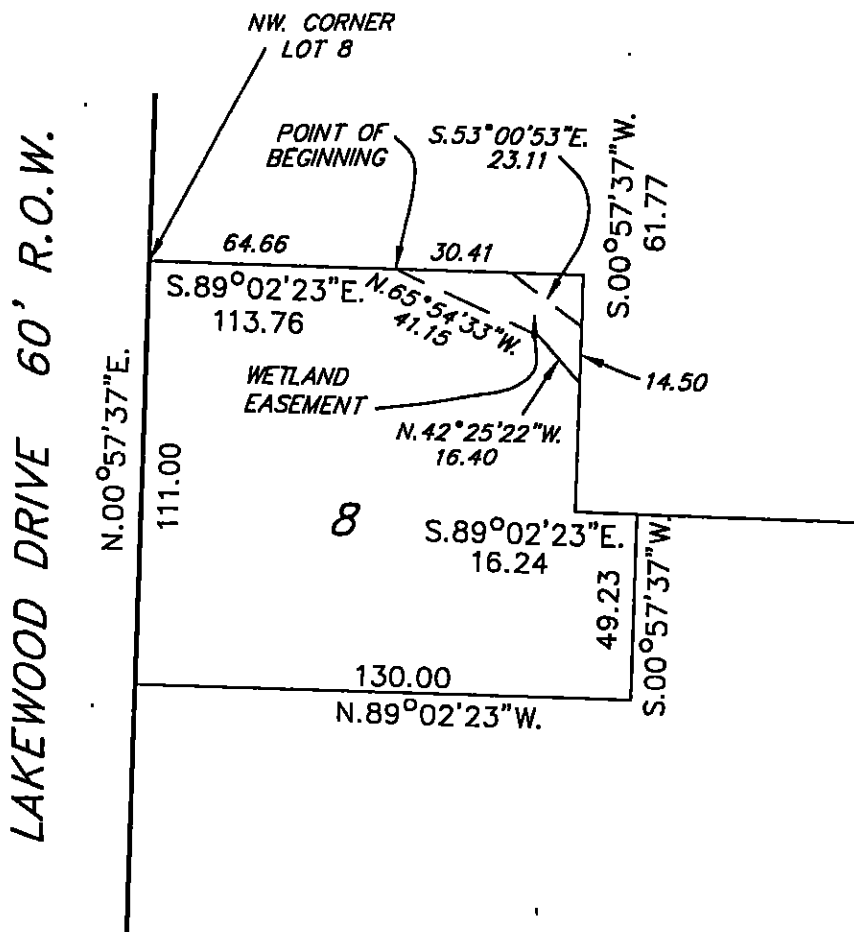 NW. CORNER
LOT 8
POINT OF
BEGINNING
S.53°00'53"E.
23.11
S.00°57'37"W.
61.77
64.66
30.41
S.89°02'23"E.
113.76
N.65°54'33"W.
41.15
WETLAND
EASEMENT
14.50
N.42°25'22"W.
16.40
LAKEWOOD DRIVE 60' R.O.W.
N.00°57'37"E.
111.00
8
S.89°02'23"E.
16.24
49.23
S.00°57'37"W.
130.00
N.89°02'23"W.